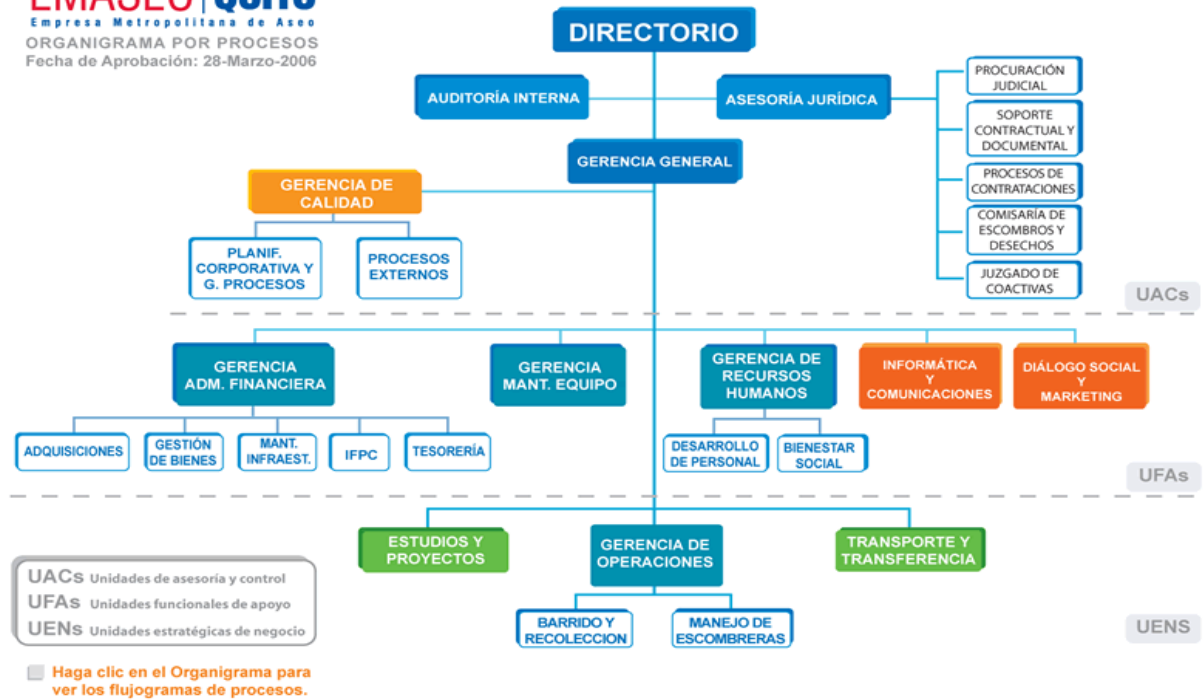 EMASEO QUITO
Empresa Metropolitana de Aseo
ORGANIGRAMA POR PROCESOS
Fecha de Aprobación: 28-Marzo-2006
DIRECTORIO
AUDITORÍA INTERNA
ASESORÍA JURÍDICA
PROCURACIÓN
JUDICIAL
SOPORTE
CONTRACTUAL Y
DOCUMENTAL
PROCESOS DE
CONTRATACIONES
COMISARÍA DE
ESCOMBROS Y
DESECHOS
JUZGADO DE
COACTIVAS
GERENCIA GENERAL
GERENCIA DE
CALIDAD
PLANIF.
CORPORATIVA Y
G. PROCESOS
PROCESOS
EXTERNOS
UACs
GERENCIA
ADM. FINANCIERA
GERENCIA
MANT. EQUIPO
GERENCIA DE
RECURSOS
HUMANOS
INFORMÁTICA
Y
COMUNICACIONES
DIÁLOGO SOCIAL
Y
MARKETING
ADQUISICIONES
GESTIÓN
DE BIENES
MANT.
INFRAEST.
IFPC
TESORERÍA
DESARROLLO
DE PERSONAL
BIENESTAR
SOCIAL
UFAs
ESTUDIOS Y
PROYECTOS
GERENCIA DE
OPERACIONES
TRANSPORTE Y
TRANSFERENCIA
BARRIDO Y
RECOLECCION
MANEJO DE
ESCOMBRERAS
UENS
UACs Unidades de asesoría y control
UFAs Unidades funcionales de apoyo
UENs Unidades estratégicas de negocio
Haga clic en el Organigrama para
ver los flujogramas de procesos.